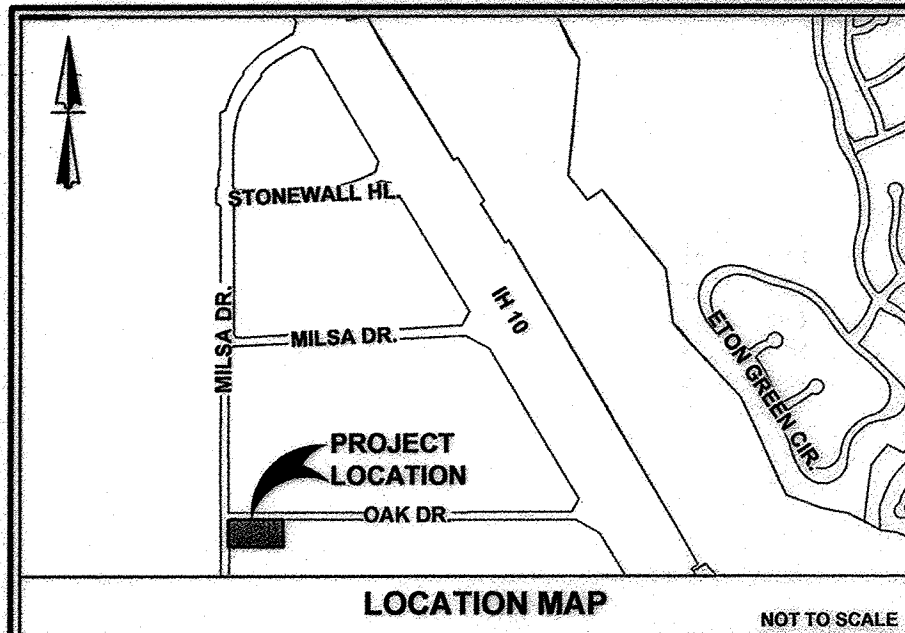 STONEWALL HL.
MILSA DR.
IH 10
MILSA DR.
ETON GREEN CIR.
PROJECT
LOCATION
OAK DR.
LOCATION MAP
NOT TO SCALE